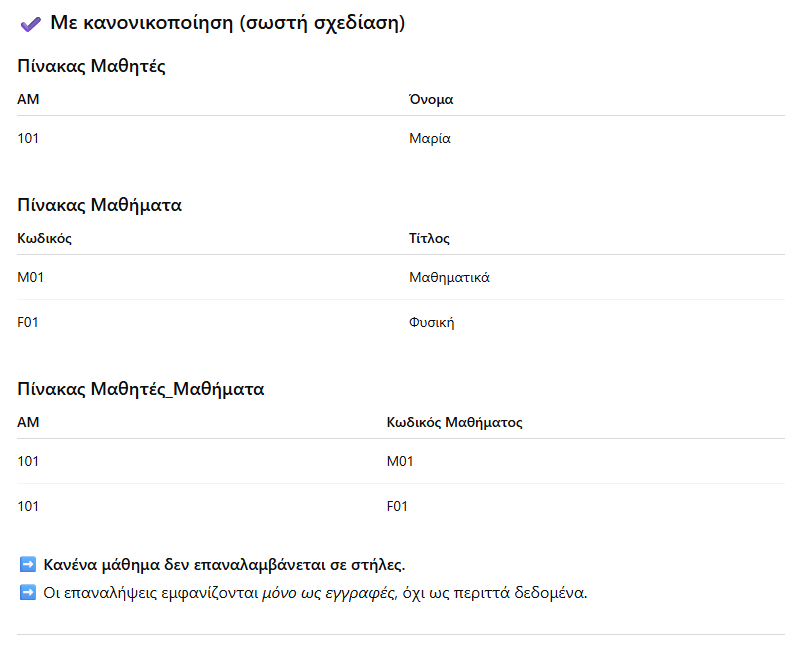 ✔ Με κανονικοποίηση (σωστή σχεδίαση)
Πίνακας Μαθητές
ΑΜ Όνομα
101 Μαρία
Πίνακας Μαθήματα
Κωδικός Τίτλος
M01 Μαθηματικά
F01 Φυσική
Πίνακας Μαθητές_Μαθήματα
ΑΜ Κωδικός Μαθήματος
101 M01
101 F01
➡ Κανένα μάθημα δεν επαναλαμβάνεται σε στήλες.
➡ Οι επαναλήψεις εμφανίζονται μόνο ως εγγραφές, όχι ως περιττά δεδομένα.